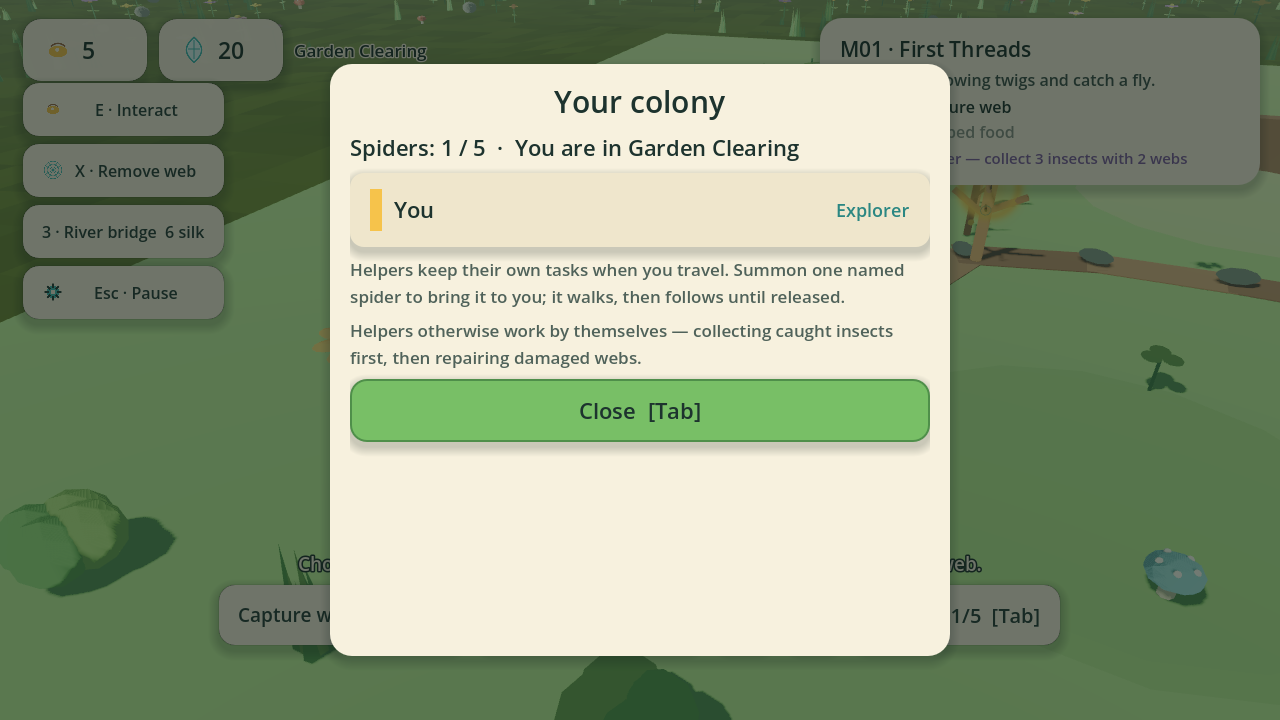 5
20
Garden Clearing
E · Interact
X · Remove web
3 · River bridge 6 silk
Esc · Pause
M01 · First Threads
owing twigs and catch a fly.
ure web
ped food
er — collect 3 insects with 2 webs
Your colony
Spiders: 1 / 5 · You are in Garden Clearing
You
Explorer
Helpers keep their own tasks when you travel. Summon one named
spider to bring it to you; it walks, then follows until released.
Helpers otherwise work by themselves — collecting caught insects
first, then repairing damaged webs.
Close [Tab]
Cho
veb.
Capture w
1/5 [Tab]